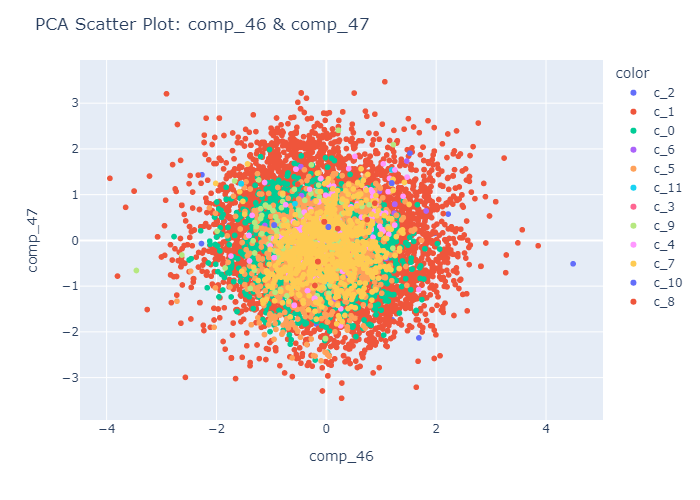 PCA Scatter Plot: comp_46 & comp_47
color
c_2
c_1
c_0
c_6
c_5
c_11
c_3
c_9
c_4
c_7
c_10
c_8
comp_47
3
2
1
0
−1
−2
−3
−4
−2
0
2
4
comp_46